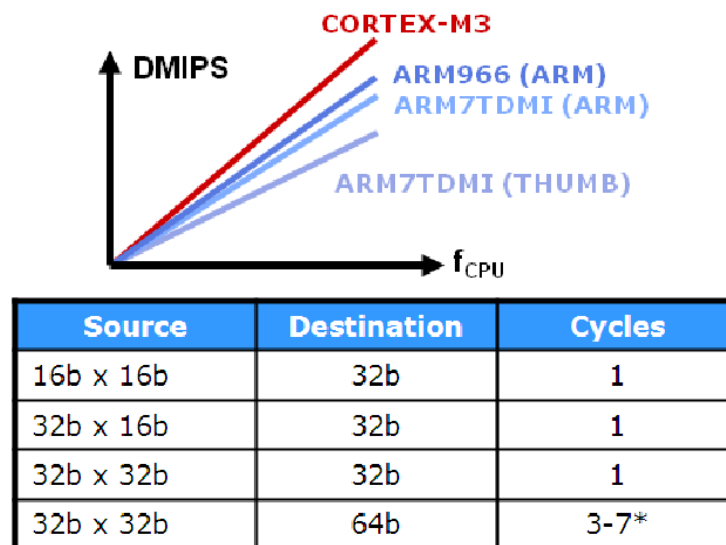 CORTEX-M3
DMIPS
ARM966 (ARM)
ARM7TDMI (ARM)
ARM7TDMI (THUMB)
fCPU
Source Destination Cycles
16b x 16b 32b 1
32b x 16b 32b 1
32b x 32b 32b 1
32b x 32b 64b 3-7*